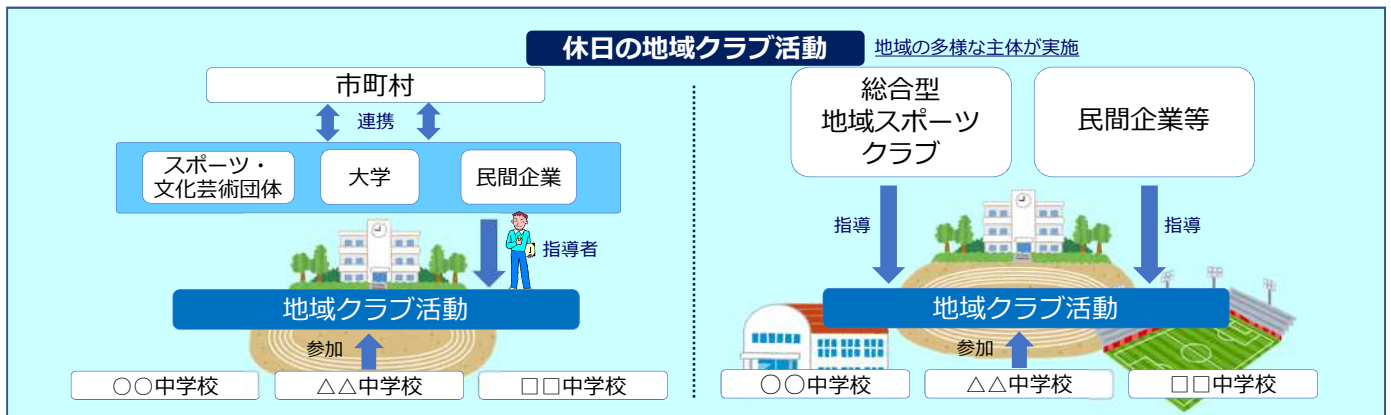 休日の地域クラブ活動
地域の多様な主体が実施
市町村
連携
スポーツ・
文化芸術団体
大学
民間企業
指導者
地域クラブ活動
参加
○○中学校
△△中学校
□□中学校
総合型
地域スポーツ
クラブ
民間企業等
指導
指導
地域クラブ活動
参加
○○中学校
△△中学校
□□中学校